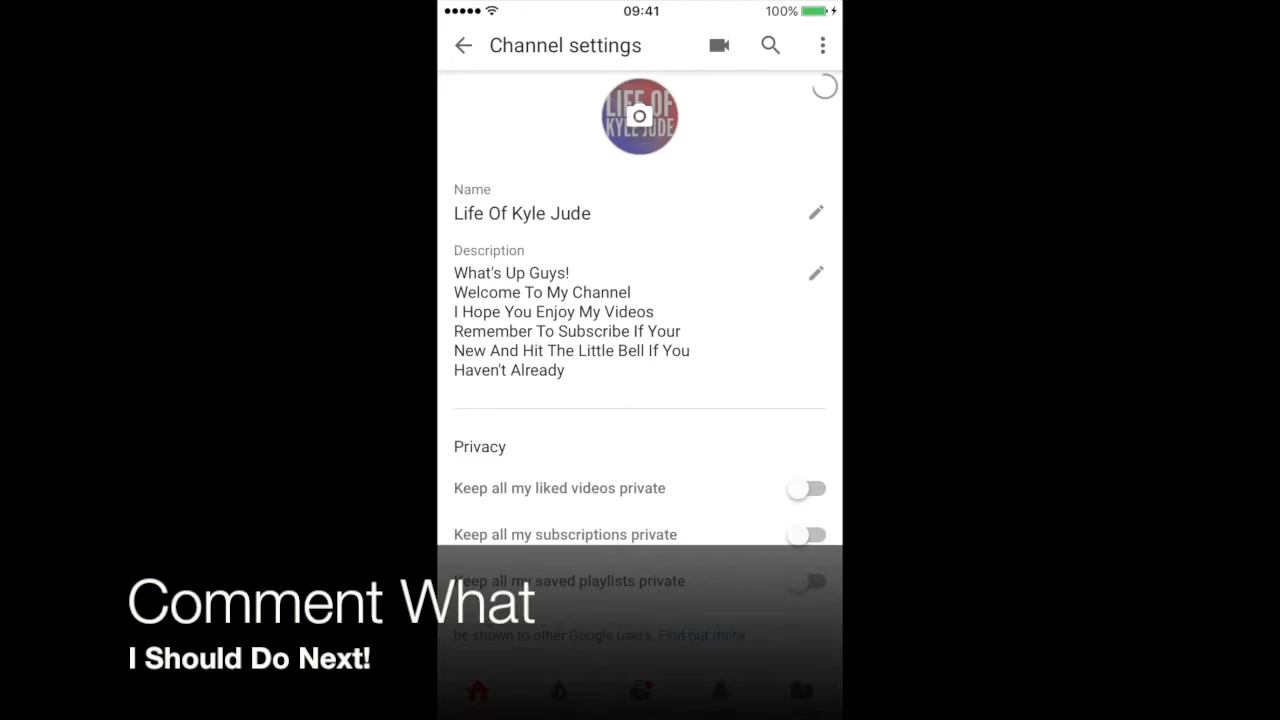 09:41
100%
Channel settings
LIFE OF
KYLE JUDE
Name
Life Of Kyle Jude
Description
What's Up Guys!
Welcome To My Channel
I Hope You Enjoy My Videos
Remember To Subscribe If Your
New And Hit The Little Bell If You
Haven't Already
Privacy
Keep all my liked videos private
Keep all my subscriptions private
Keep all my saved playlists private
be shown to other Google users. Find out more
Comment What
I Should Do Next!